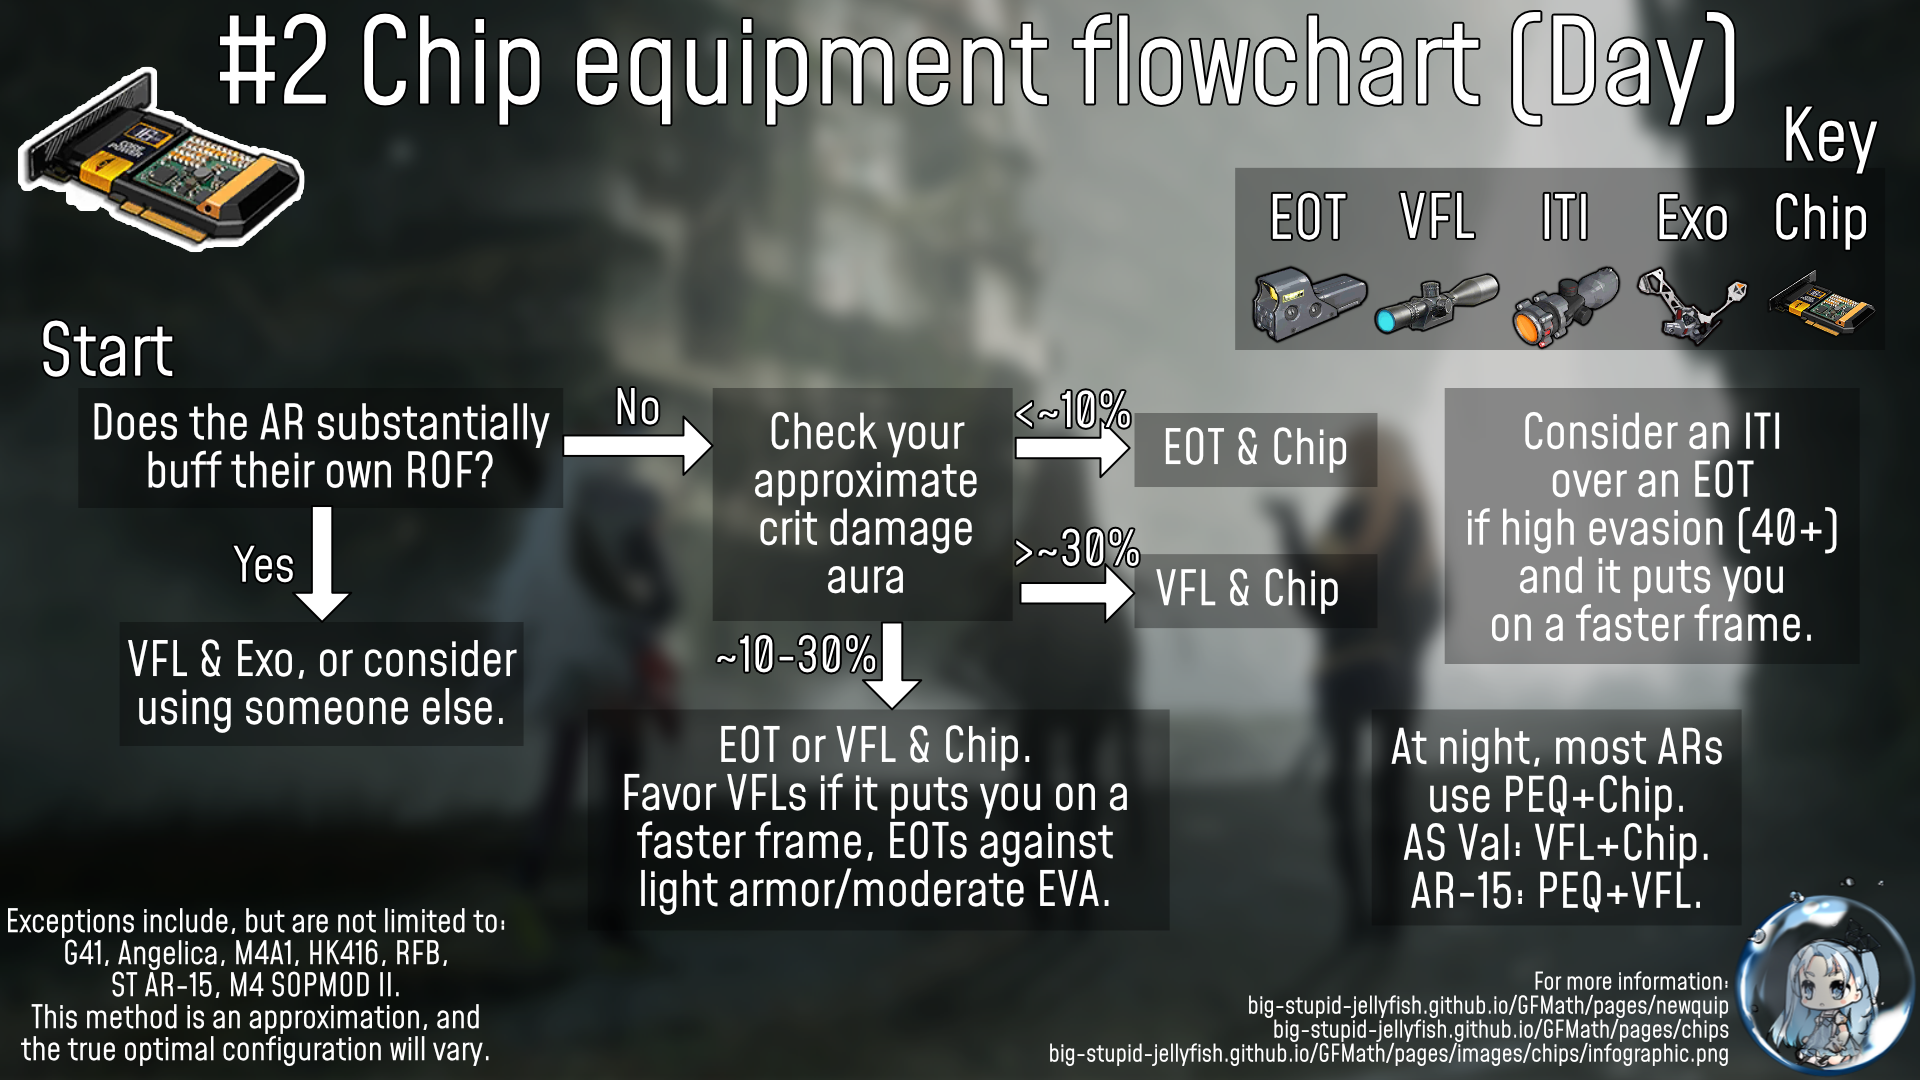 #2 Chip equipment flowchart (Day)
Key
EOT VFL ITI Exo Chip
Start
Does the AR substantially
buff their own ROF?
No
Yes
VFL & Exo, or consider
using someone else.
Check your
approximate
crit damage
aura
<~10%
EOT & Chip
>~30%
VFL & Chip
~10-30%
EOT or VFL & Chip.
Favor VFLs if it puts you on a
faster frame, EOTs against
light armor/moderate EVA.
Consider an ITI
over an EOT
if high evasion (40+)
and it puts you
on a faster frame.
At night, most ARs
use PEQ+Chip.
AS Val: VFL+Chip.
AR-15: PEQ+VFL.
Exceptions include, but are not limited to:
G41, Angelica, M4A1, HK416, RFB,
ST AR-15, M4 SOPMOD II.
This method is an approximation, and
the true optimal configuration will vary.
For more information:
big-stupid-jellyfish.github.io/GFMath/pages/newquip
big-stupid-jellyfish.github.io/GFMath/pages/chips
big-stupid-jellyfish.github.io/GFMath/pages/images/chips/infographic.png